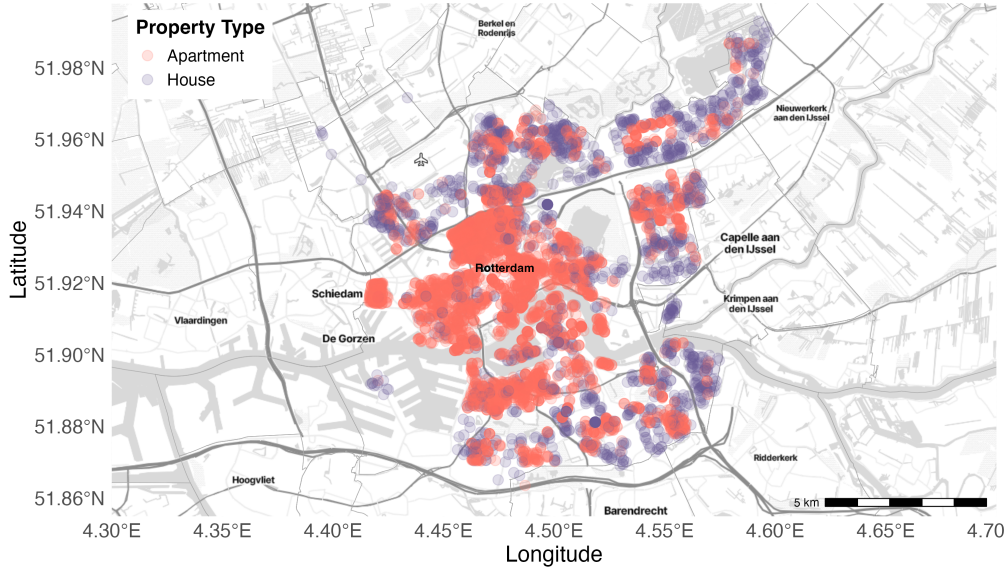 Property Type
Apartment
House
Berkel en
Rodenrijs
51.98°N
Nieuwerkerk
aan den IJssel
51.96°N
51.94°N
Capelle aan
den IJssel
Rotterdam
51.92°N
Schiedam
Krimpen aan
den IJssel
Vlaardingen
De Gorzen
51.90°N
51.88°N
Ridderkerk
Hoogvliet
51.86°N
5 km
Barendrecht
Latitude
4.30°E
4.35°E
4.40°E
4.45°E
4.50°E
4.55°E
4.60°E
4.65°E
4.70
Longitude